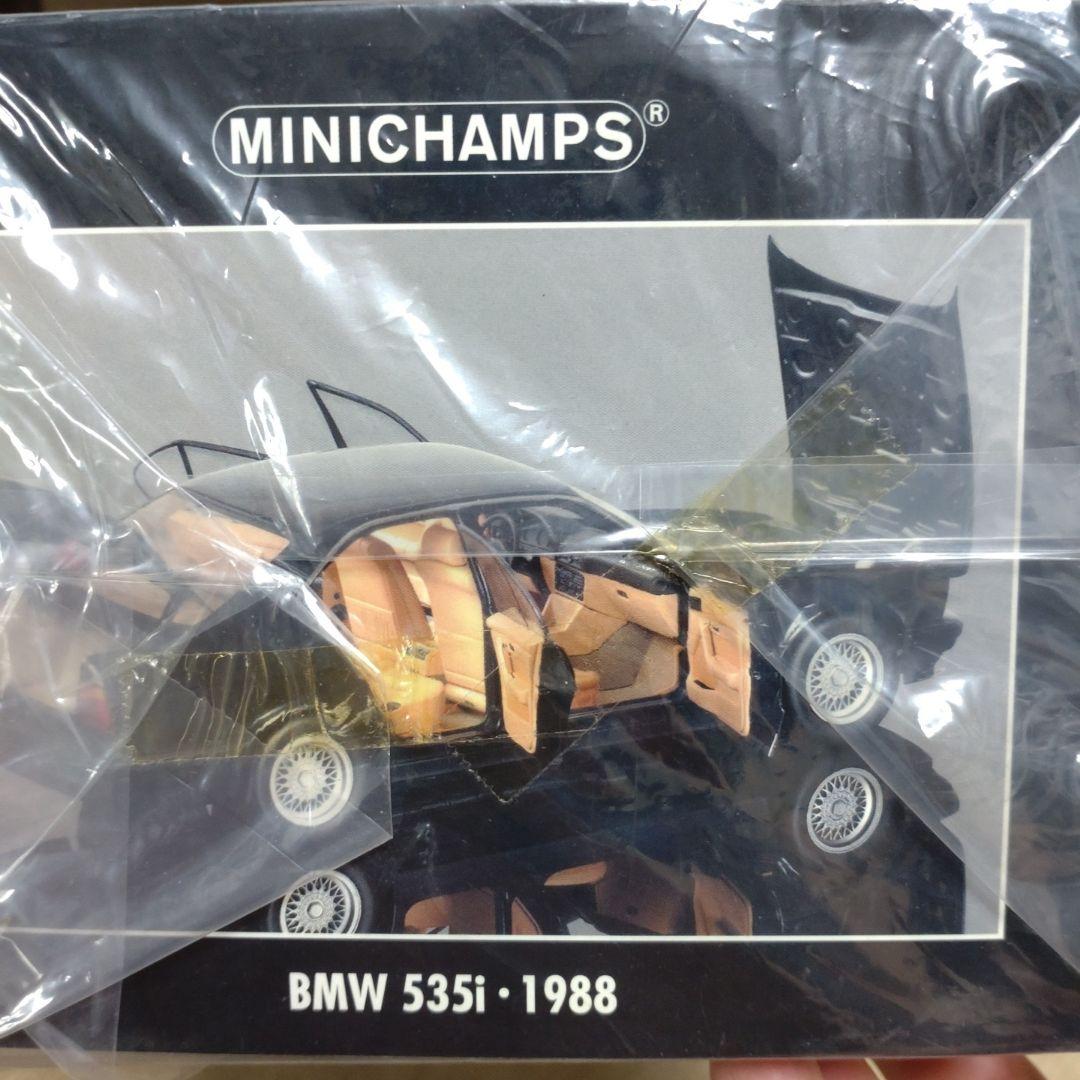 MINICHAMPS®
BMW 535i · 1988